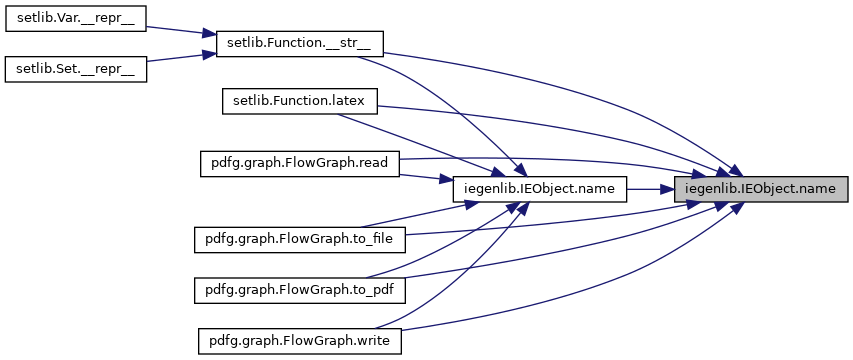 setlib.Var.__repr__
setlib.Function.__str__
setlib.Set.__repr__
setlib.Function.latex
pdfg.graph.FlowGraph.read
iegenlib.IEObject.name
iegenlib.IEObject.name
pdfg.graph.FlowGraph.to_file
pdfg.graph.FlowGraph.to_pdf
pdfg.graph.FlowGraph.write